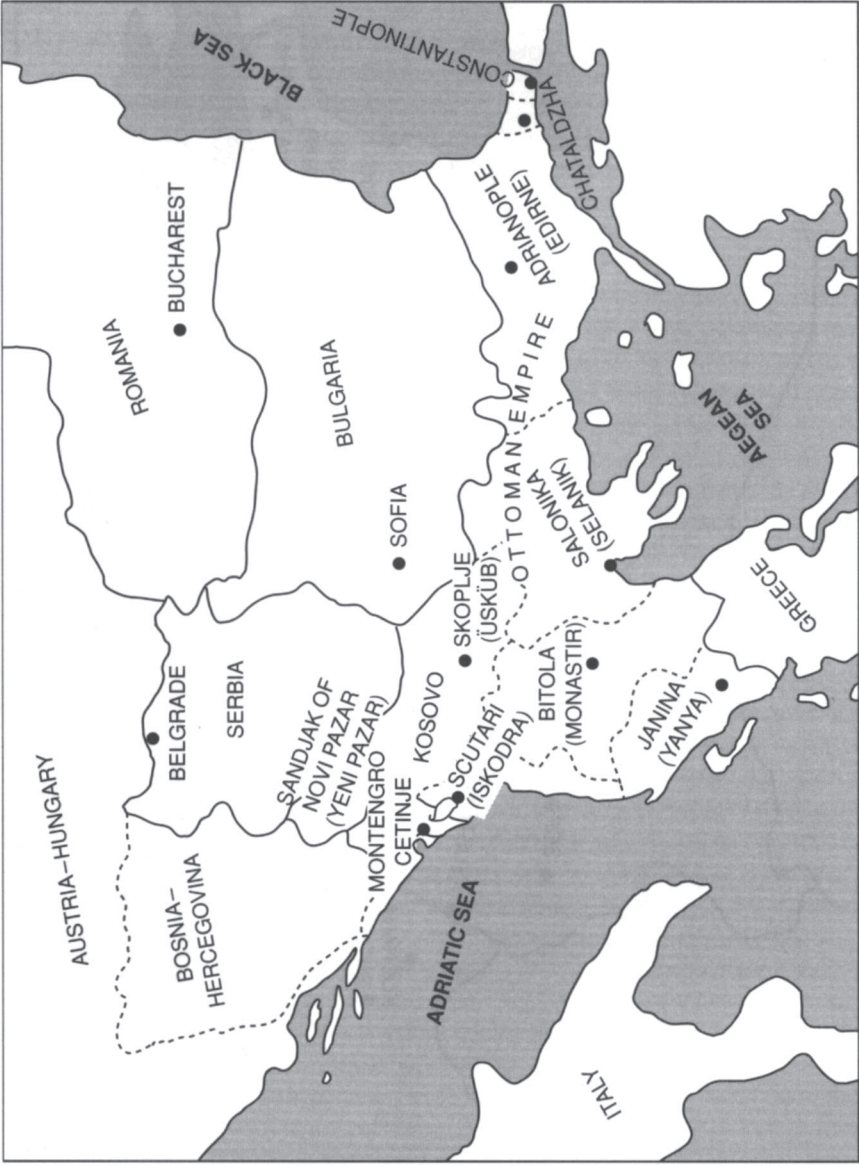 AUSTRIA–HUNGARY
BOSNIA–
HERCEGOVINA
BELGRADE
SERBIA
ROMANIA
BUCHAREST
BLACK SEA
SANDJAK OF
NOVI PAZAR
(YENI PAZAR)
BULGARIA
SOFIA
MONTENGRO
CETINJE
KOSOVO
SKOPLJE
(ÜSKÜB)
SCUTARI
(ISKODRA)
ADRIATIC SEA
ITALY
BITOLA
(MONASTIR)
OTTOMAN EMPIRE
SALONIKA
(SELANIK)
ADRIANOPLE
(EDIRNE)
CONSTANTINOPLE
CHATALDZHA
JANINA
(YANYA)
GREECE
AEGEAN
SEA